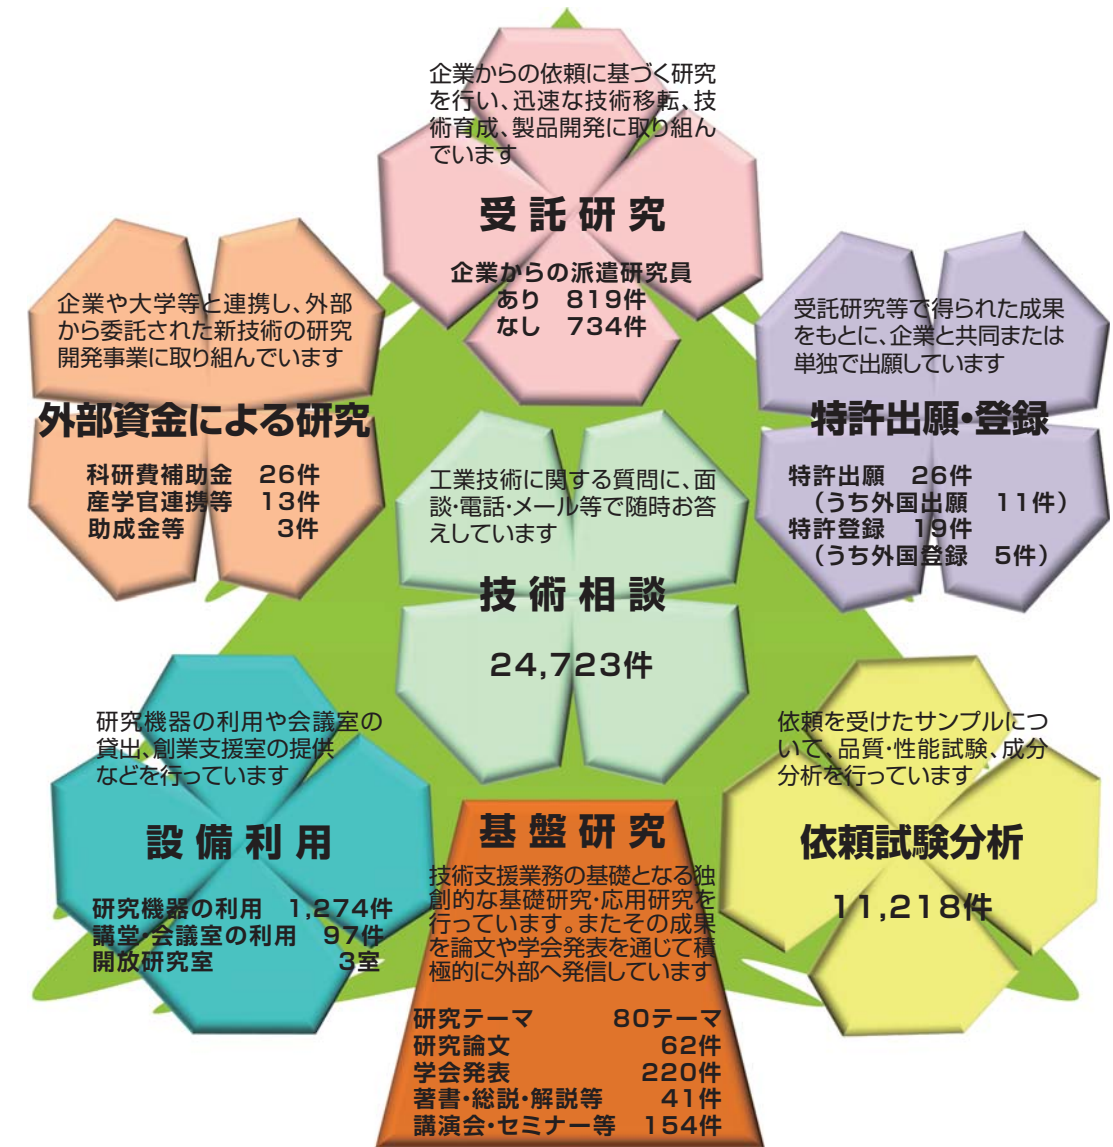 企業からの依頼に基づく研究
を行い、迅速な技術移転、技
術育成、製品開発に取り組ん
でいます
受託研究
企業からの派遣研究員
あり 819件
なし 734件
企業や大学等と連携し、外部
から委託された新技術の研究
開発事業に取り組んでいます
外部資金による研究
科研費補助金 26件
産学官連携等 13件
助成金等 3件
受託研究等で得られた成果
をもとに、企業と共同または
単独で出願しています
特許出願・登録
特許出願 26件
(うち外国出願 11件)
特許登録 19件
(うち外国登録 5件)
工業技術に関する質問に、面
談・電話・メール等で随時お答
えしています
技術相談
24,723件
研究機器の利用や会議室の
貸出、創業支援室の提供
などを行っています
設備利用
研究機器の利用 1,274件
講堂・会議室の利用 97件
開放研究室 3室
基盤研究
技術支援業務の基礎となる独
創的な基礎研究・応用研究を
行っています。またその成果
を論文や学会発表を通じて積
極的に外部へ発信しています
研究テーマ 80テーマ
研究論文 62件
学会発表 220件
著書・総説・解説等 41件
講演会・セミナー等 154件
依頼を受けたサンプルにつ
いて、品質・性能試験、成分
分析を行っています
依頼試験分析
11,218件